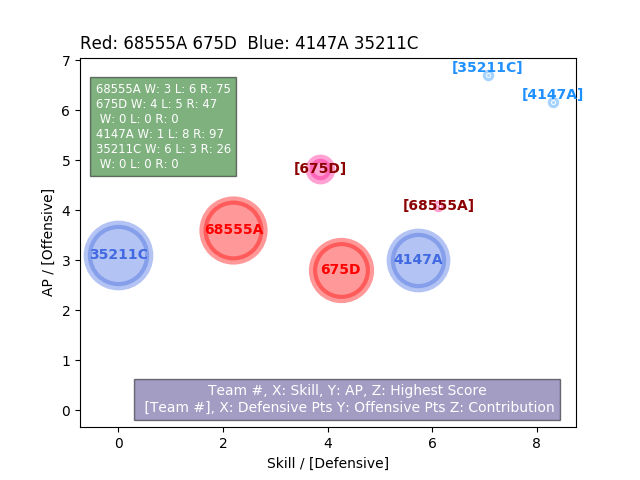 Red: 68555A 675D  Blue: 4147A 35211C
7
6
5
4
3
2
1
0
AP / [Offensive]
68555A W: 3 L: 6 R: 75
675D W: 4 L: 5 R: 47
W: 0 L: 0 R: 0
4147A W: 1 L: 8 R: 97
35211C W: 6 L: 3 R: 26
W: 0 L: 0 R: 0
[35211C]
[4147A]
[675D]
[68555A]
68555A
35211C
4147A
675D
Team #, X: Skill, Y: AP, Z: Highest Score
[Team #], X: Defensive Pts Y: Offensive Pts Z: Contribution
0 2 4 6 8
Skill / [Defensive]